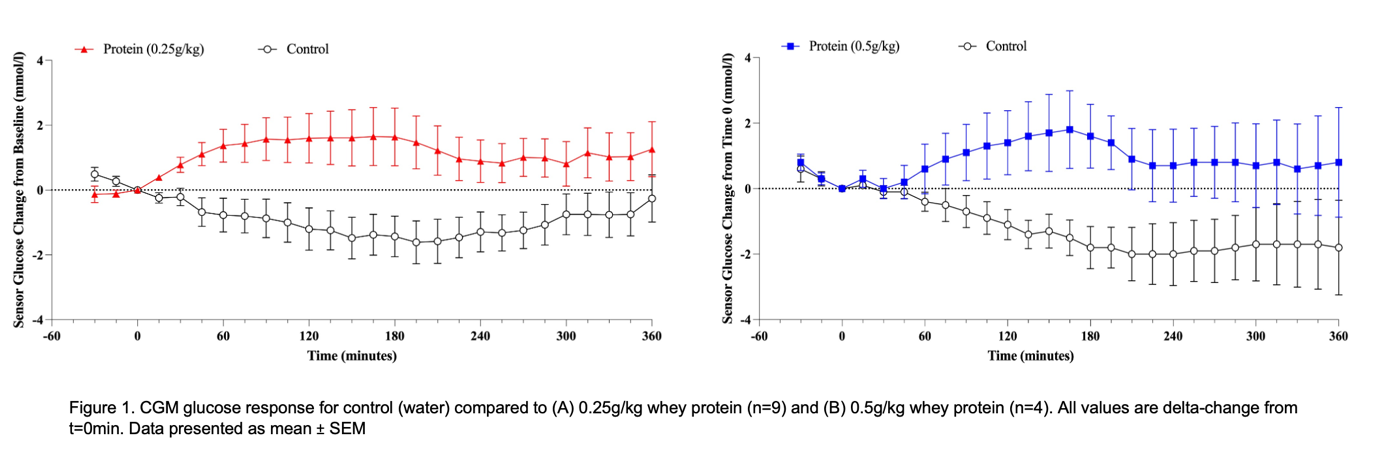 Protein (0.25g/kg) Control
Sensor Glucose Change from Baseline (mmol/l)
4
2
0
-2
-4
-60 0 60 120 180 240 300 360
Time (minutes)
Protein (0.5g/kg) Control
Sensor Glucose Change from Time 0 (mmol/l)
4
2
0
-2
-4
-60 0 60 120 180 240 300 360
Time (minutes)
Figure 1. CGM glucose response for control (water) compared to (A) 0.25g/kg whey protein (n=9) and (B) 0.5g/kg whey protein (n=4). All values are delta-change from
t=0min. Data presented as mean ± SEM